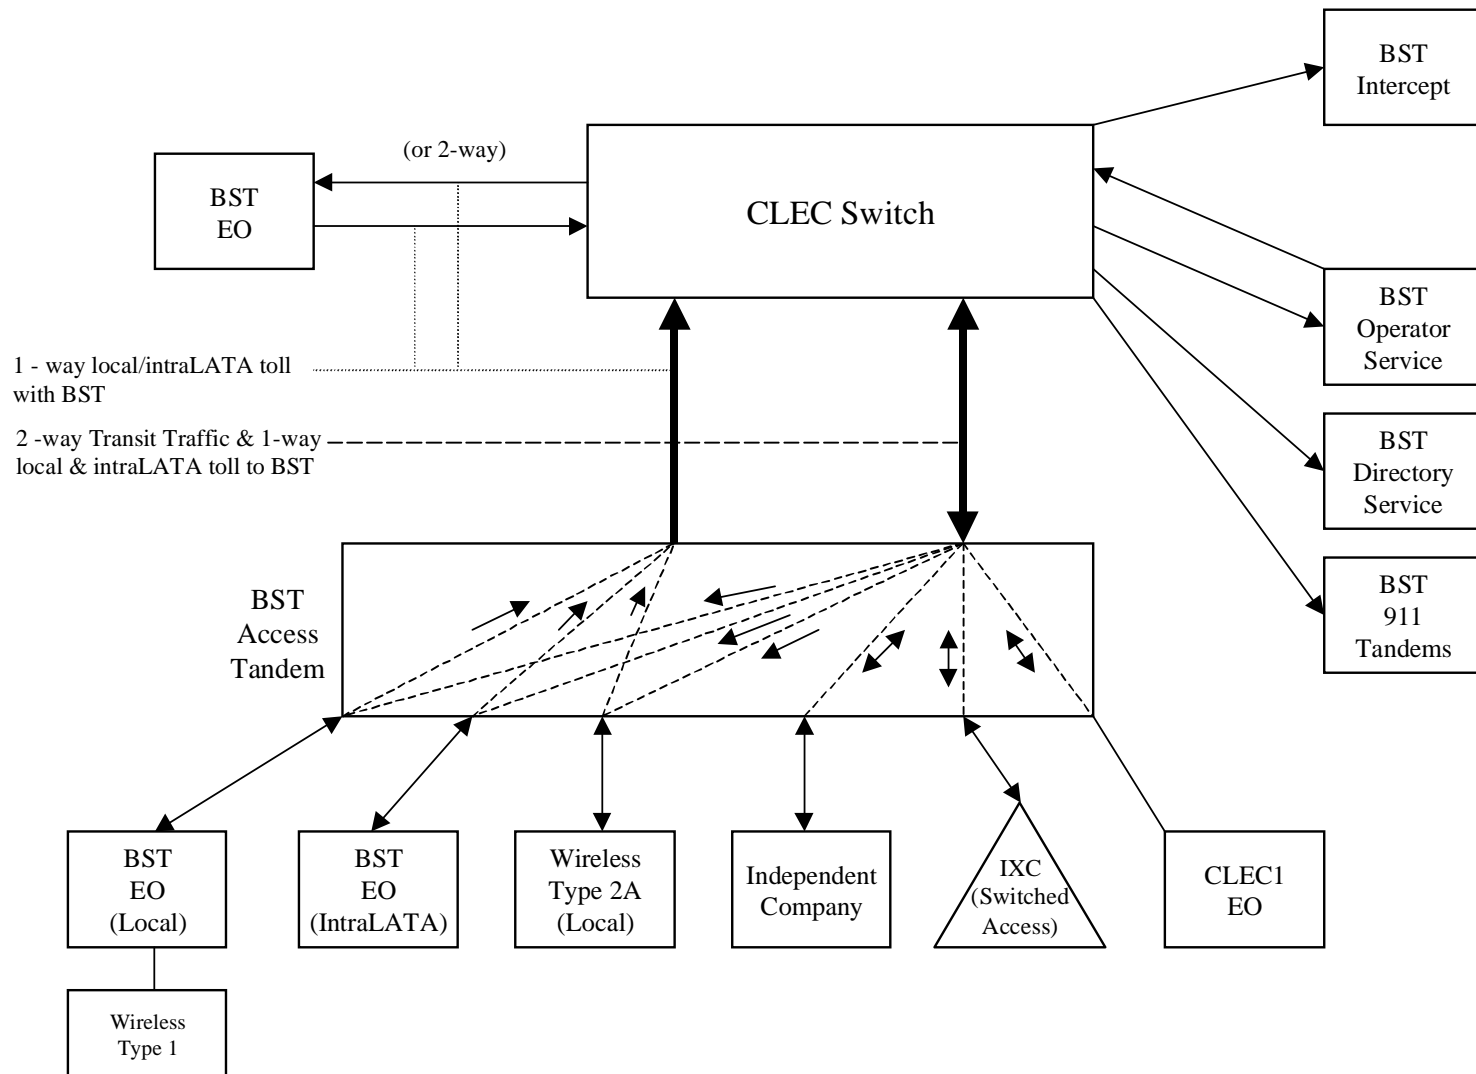 BST
Intercept
(or 2-way)
BST
EO
CLEC Switch
BST
Operator
Service
1 - way local/intraLATA toll
with BST
2 -way Transit Traffic & 1-way
local & intraLATA toll to BST
BST
Directory
Service
BST
911
Tandems
BST
Access
Tandem
BST
EO
(Local)
BST
EO
(IntraLATA)
Wireless
Type 2A
(Local)
Independent
Company
IXC
(Switched
Access)
CLEC1
EO
Wireless
Type 1